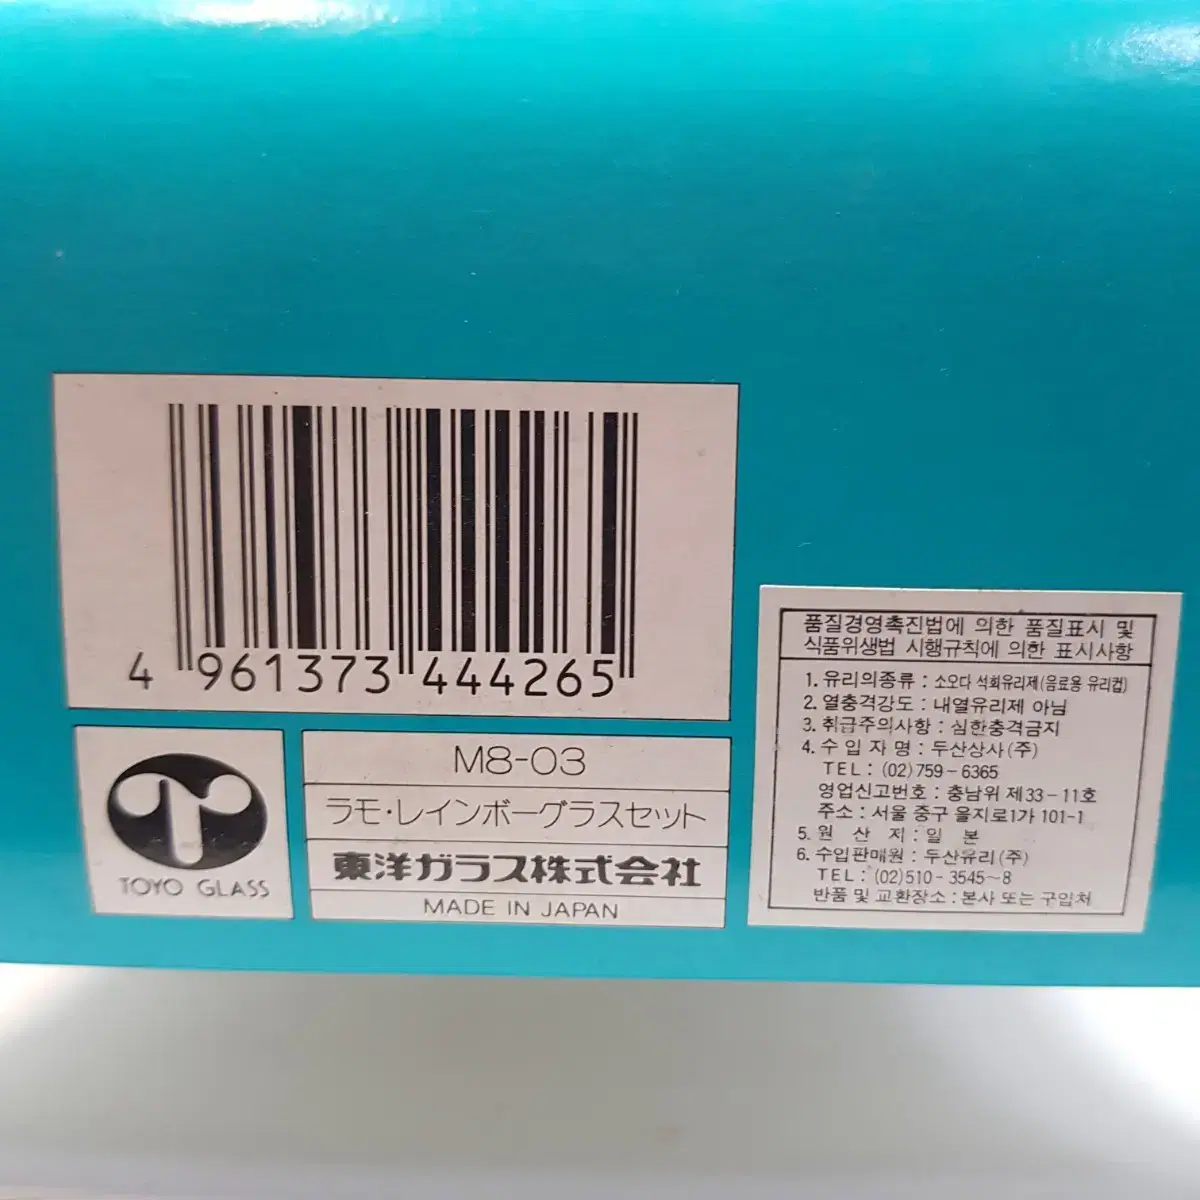 4 961373 444265
TOYO GLASS
M8-03
ラモ・レインボーグラスセット
東洋ガラス株式会社
MADE IN JAPAN
품질경영촉진법에 의한 품질표시 및
식품위생법 시행규칙에 의한 표시사항
1. 유리의종류 : 소오다 석회유리제(음료용 유리컵)
2. 열충격강도 : 내열유리제 아님
3. 취급주의사항 : 심한충격금지
4. 수 입 자 명 : 두산상사(주)
TEL : (02)759-6365
영업신고번호 : 충남위 제33-11호
주소 : 서울 중구 을지로1가 101-1
5. 원 산 지 : 일 본
6. 수입판매원 : 두산유리(주)
TEL : (02)510-3545~8
반품 및 교환장소 : 본사 또는 구입처